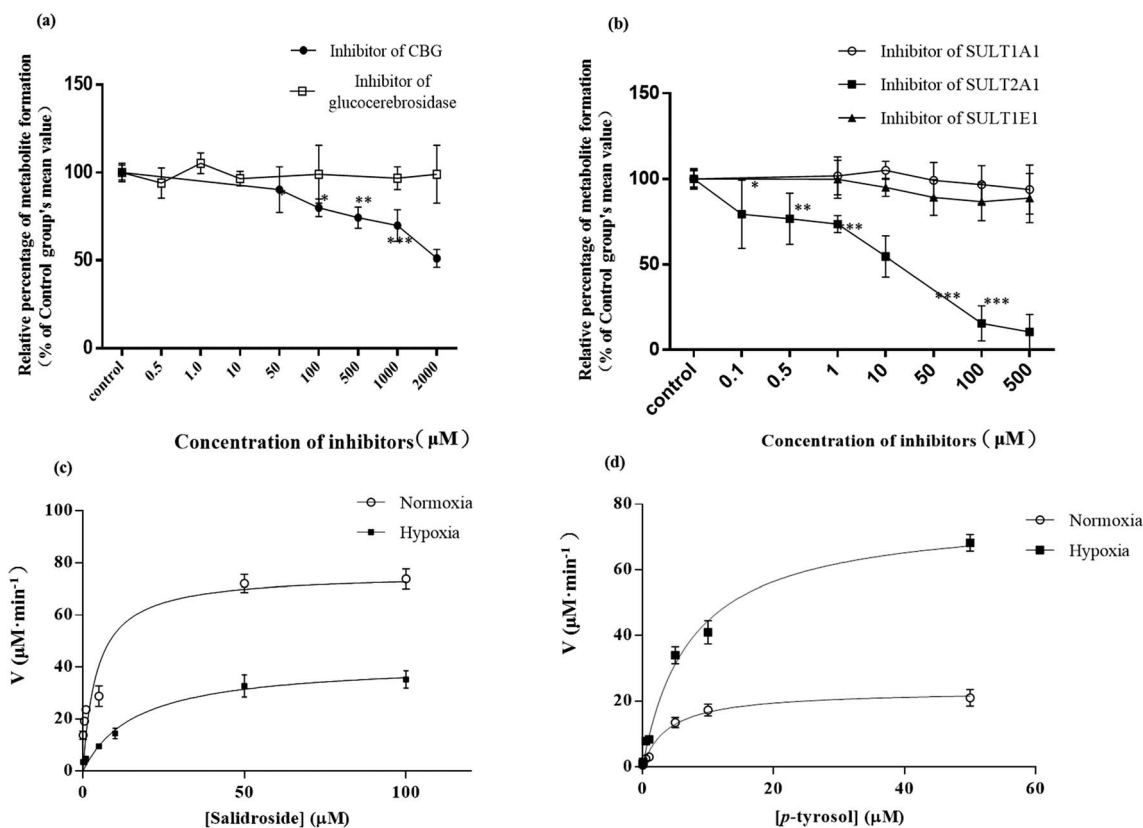 (a)
Inhibitor of CBG
Inhibitor of
glucocerebrosidase
Relative percentage of metabolite formation
(% of Control group's mean value)
150
100
50
0
*
**
***
control
0.5
1.0
10
50
100
500
1000
2000
Concentration of inhibitors(μM)
(b)
Inhibitor of SULT1A1
Inhibitor of SULT2A1
Inhibitor of SULT1E1
Relative percentage of metabolite formation
(% of Control group's mean value)
150
100
50
0
*
**
**
***
***
control
0.1
0.5
1
10
50
100
500
Concentration of inhibitors( μM)
(c)
Normoxia
Hypoxia
V (μM·min-1)
100
80
60
40
20
0
0
50
100
[Salidroside] (μM)
(d)
Normoxia
Hypoxia
V (μM·min-1)
80
60
40
20
0
0
20
40
60
[p-tyrosol] (μM)